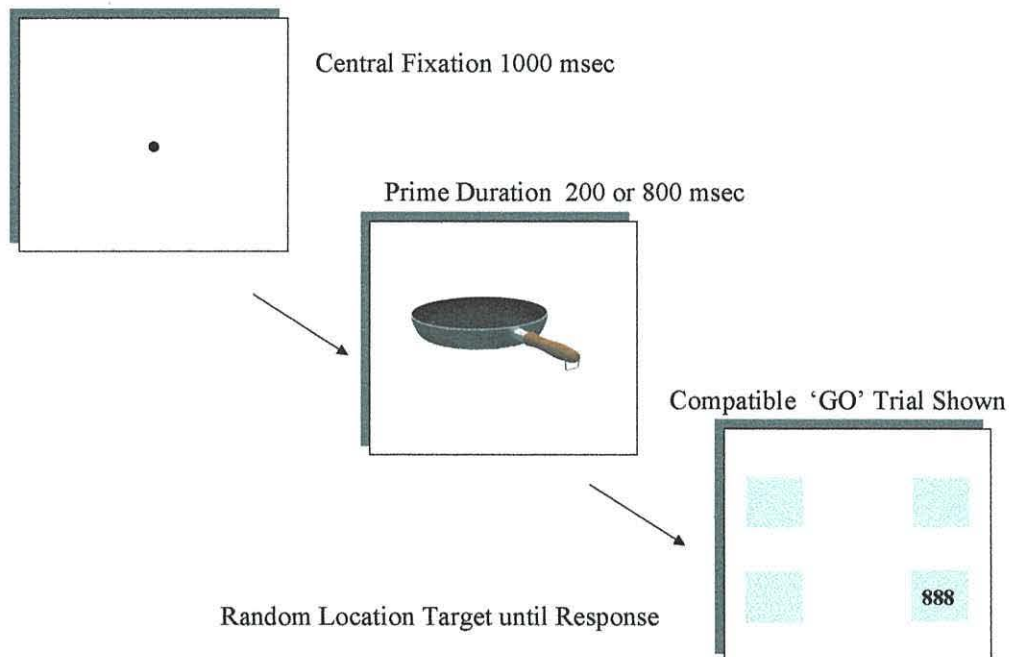 Central Fixation 1000 msec
Prime Duration 200 or 800 msec
Compatible ‘GO’ Trial Shown
888
Random Location Target until Response